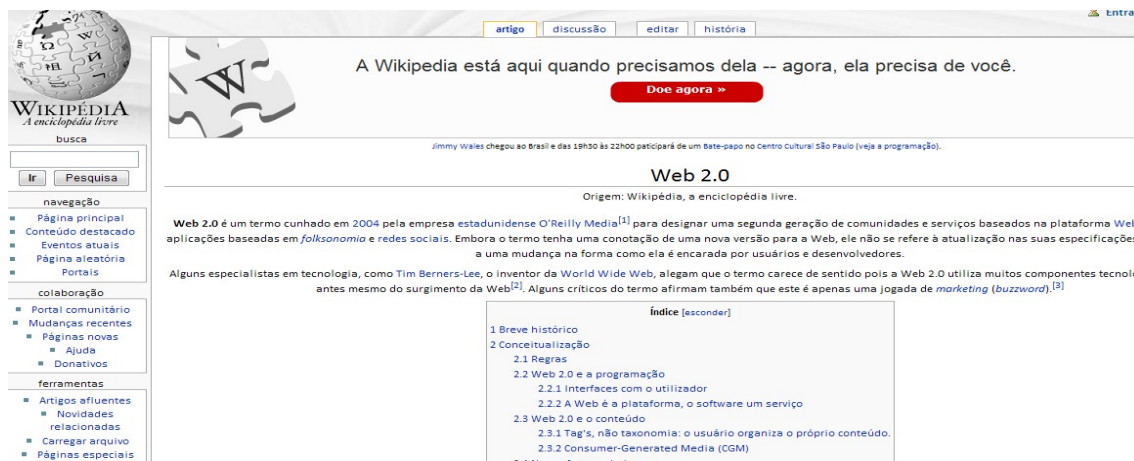 Entra
artigo discussão editar história
WIKIPÉDIA
A enciclopédia livre
busca
Ir Pesquisa
navegação
Página principal
Conteúdo destacado
Eventos atuais
Página aleatória
Portais
colaboração
Portal comunitário
Mudanças recentes
Páginas novas
Ajuda
Donativos
ferramentas
Artigos afluentes
Novidades
relacionadas
Carregar arquivo
Páginas especiais
W
A Wikipedia está aqui quando precisamos dela -- agora, ela precisa de você.
Doe agora »
Jimmy Wales chegou ao Brasil e das 19h30 às 22h00 paticipará de um Bate-papo no Centro Cultural São Paulo (veja a programação).
Web 2.0
Origem: Wikipédia, a enciclopédia livre.
Web 2.0 é um termo cunhado em 2004 pela empresa estadunidense O'Reilly Media[1] para designar uma segunda geração de comunidades e serviços baseados na plataforma Web
aplicações baseadas em folksonomia e redes sociais. Embora o termo tenha uma conotação de uma nova versão para a Web, ele não se refere à atualização nas suas especificações
a uma mudança na forma como ela é encarada por usuários e desenvolvedores.
Alguns especialistas em tecnologia, como Tim Berners-Lee, o inventor da World Wide Web, alegam que o termo carece de sentido pois a Web 2.0 utiliza muitos componentes tecnol
antes mesmo do surgimento da Web[2]. Alguns críticos do termo afirmam também que este é apenas uma jogada de marketing (buzzword).[3]
Índice [esconder]
1 Breve histórico
2 Conceitualização
2.1 Regras
2.2 Web 2.0 e a programação
2.2.1 Interfaces com o utilizador
2.2.2 A Web é a plataforma, o software um serviço
2.3 Web 2.0 e o conteúdo
2.3.1 Tag's, não taxonomia: o usuário organiza o próprio conteúdo.
2.3.2 Consumer-Generated Media (CGM)